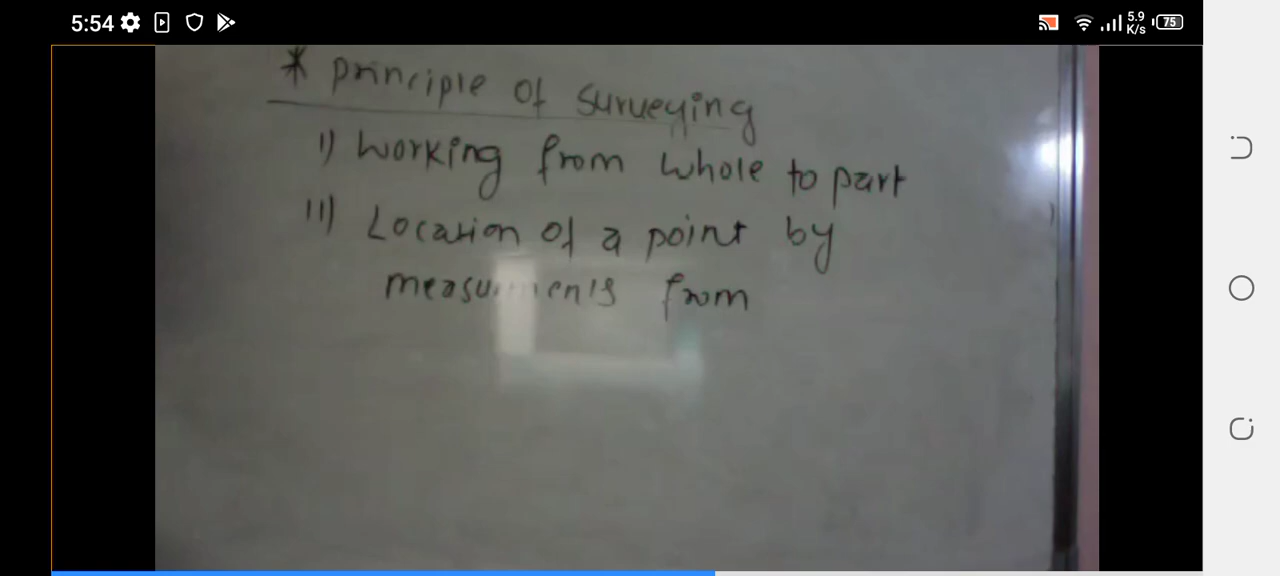 5:54
5.9
K/s
75
* principle of surveying
i) Working from whole to part
ii) Location of a point by
measurments from